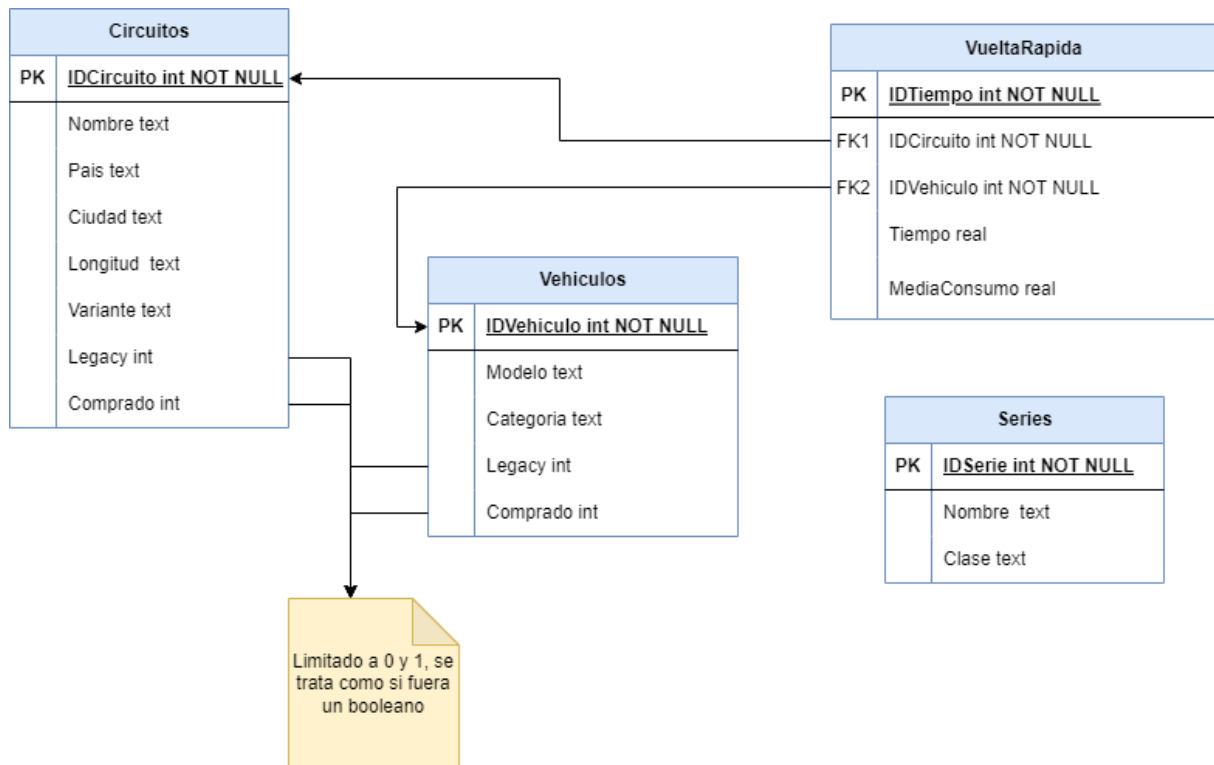 Circuitos
PK IDCircuito int NOT NULL
Nombre text
Pais text
Ciudad text
Longitud text
Variante text
Legacy int
Comprado int
VueltaRapida
PK IDTiempo int NOT NULL
FK1 IDCircuito int NOT NULL
FK2 IDVehiculo int NOT NULL
Tiempo real
MediaConsumo real
Vehiculos
PK IDVehiculo int NOT NULL
Modelo text
Categoria text
Legacy int
Comprado int
Series
PK IDSerie int NOT NULL
Nombre text
Clase text
Limitado a 0 y 1, se
trata como si fuera
un booleano